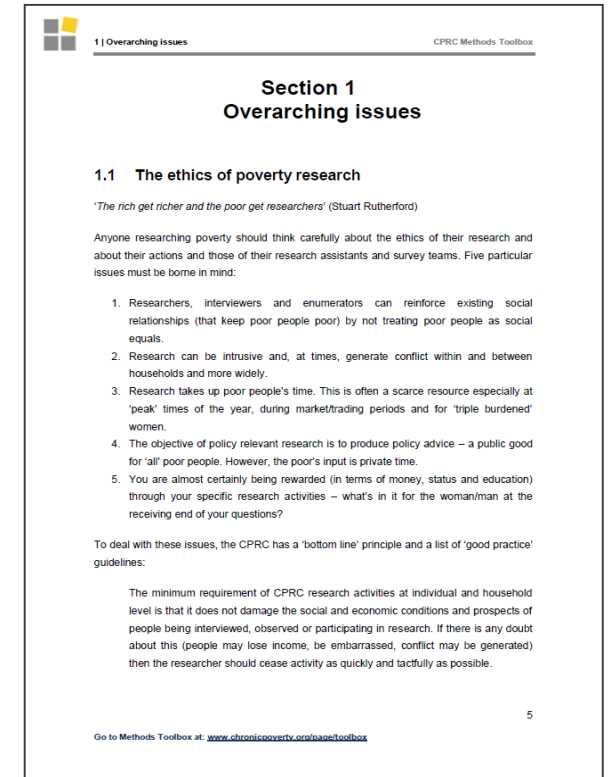 1 | Overarching issues CPRC Methods Toolbox
Section 1
Overarching issues
1.1 The ethics of poverty research
‘The rich get richer and the poor get researchers’ (Stuart Rutherford)
Anyone researching poverty should think carefully about the ethics of their research and
about their actions and those of their research assistants and survey teams. Five particular
issues must be borne in mind:
1. Researchers, interviewers and enumerators can reinforce existing social
relationships (that keep poor people poor) by not treating poor people as social
equals.
2. Research can be intrusive and, at times, generate conflict within and between
households and more widely.
3. Research takes up poor people's time. This is often a scarce resource especially at
‘peak’ times of the year, during market/trading periods and for ‘triple burdened’
women.
4. The objective of policy relevant research is to produce policy advice – a public good
for ‘all’ poor people. However, the poor's input is private time.
5. You are almost certainly being rewarded (in terms of money, status and education)
through your specific research activities – what's in it for the woman/man at the
receiving end of your questions?
To deal with these issues, the CPRC has a ‘bottom line’ principle and a list of ‘good practice’
guidelines:
The minimum requirement of CPRC research activities at individual and household
level is that it does not damage the social and economic conditions and prospects of
people being interviewed, observed or participating in research. If there is any doubt
about this (people may lose income, be embarrassed, conflict may be generated)
then the researcher should cease activity as quickly and tactfully as possible.
5
Go to Methods Toolbox at: www.chronicpoverty.org/page/toolbox